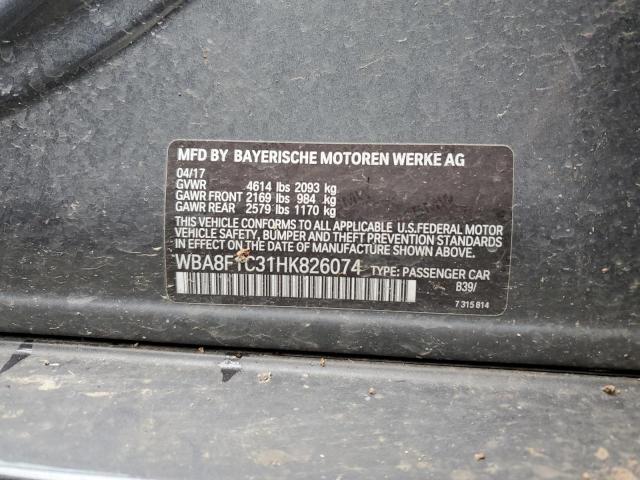 MFD BY BAYERISCHE MOTOREN WERKE AG
04/17
GVWR 4614 lbs 2093 kg
GAWR FRONT 2169 lbs 984 kg
GAWR REAR 2579 lbs 1170 kg
THIS VEHICLE CONFORMS TO ALL APPLICABLE U.S.FEDERAL MOTOR
VEHICLE SAFETY, BUMPER AND THEFT PREVENTION STANDARDS
IN EFFECT ON THE DATE OF MANUFACTURE SHOWN ABOVE.
WBA8F1C31HK826074 TYPE: PASSENGER CAR
B39/
7 315 814